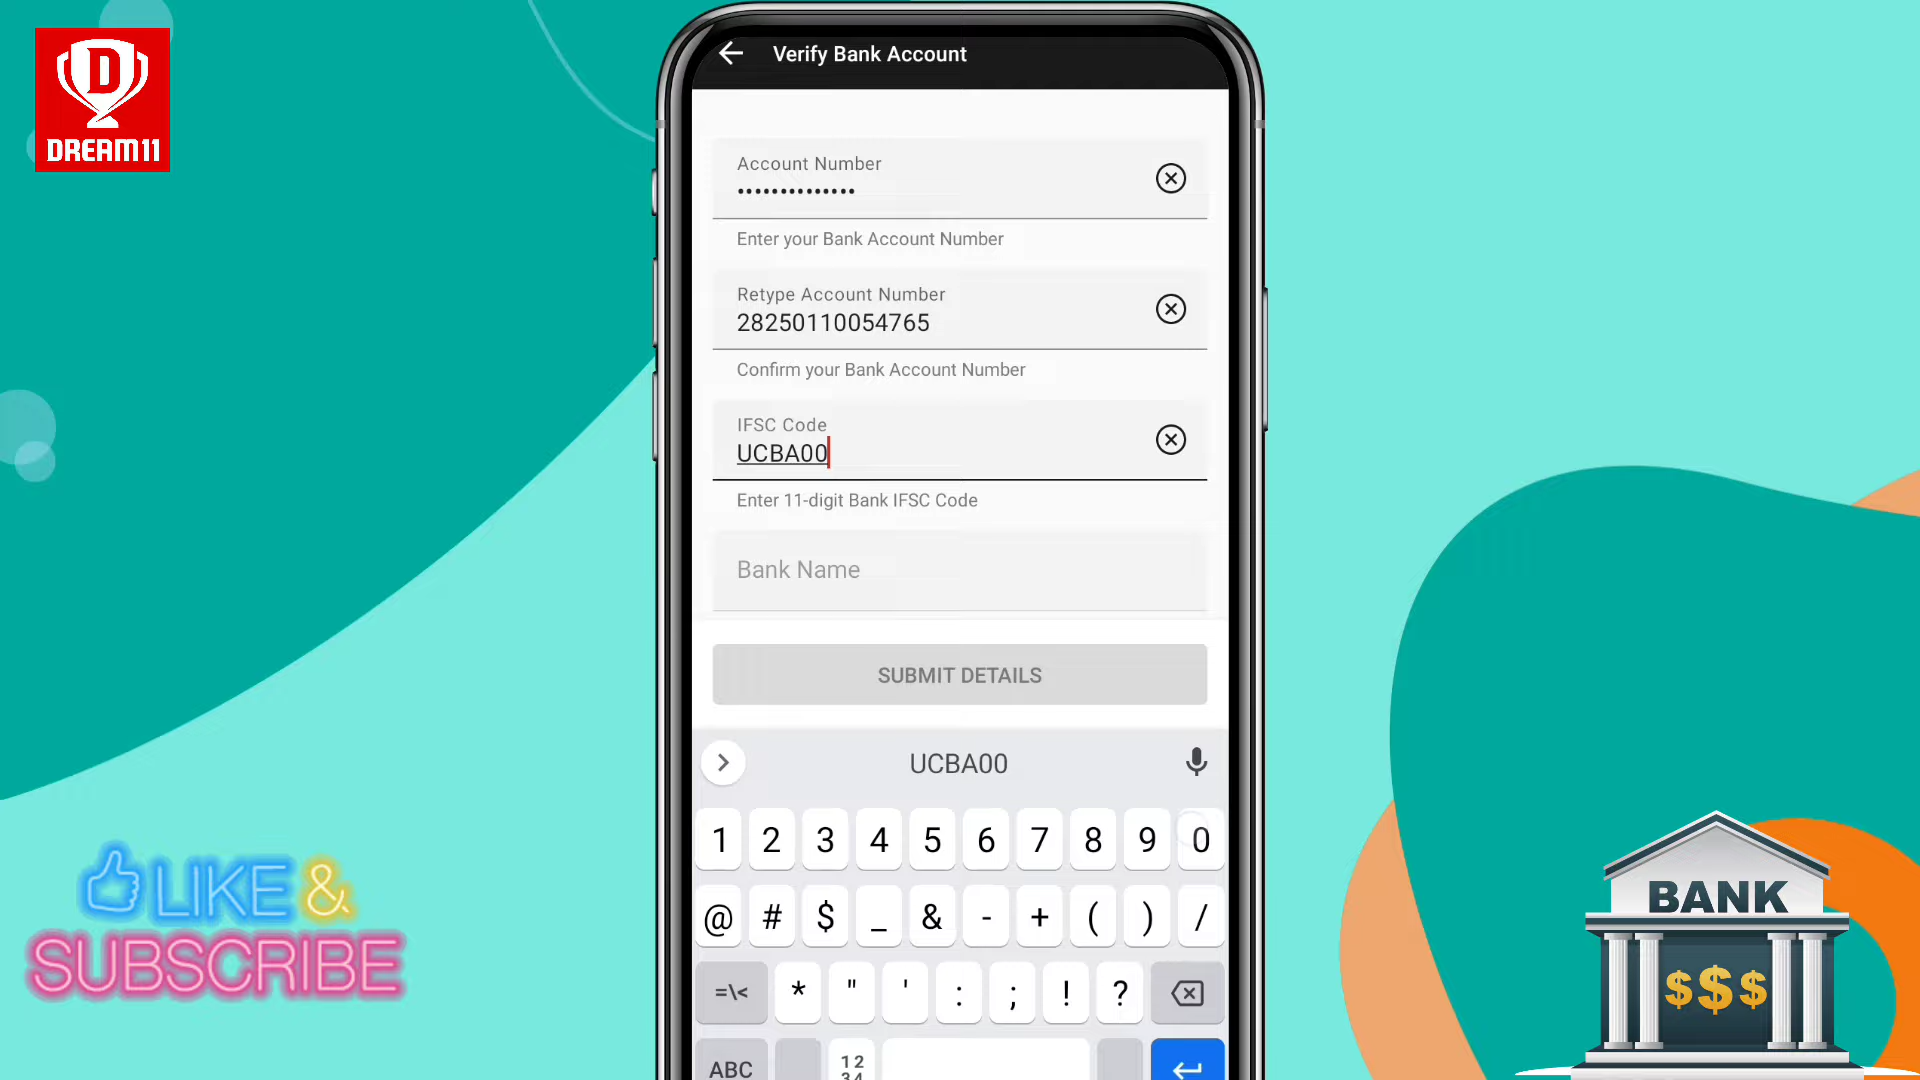 DREAM11
Verify Bank Account
Account Number
••••••••••••••
Enter your Bank Account Number
Retype Account Number
28250110054765
Confirm your Bank Account Number
IFSC Code
UCBA00
Enter 11-digit Bank IFSC Code
Bank Name
SUBMIT DETAILS
UCBA00
1 2 3 4 5 6 7 8 9 0
@ # $ _ & - + ( ) /
=\< * " ' : ; ! ?
ABC 12 34
LIKE &
SUBSCRIBE
BANK
$$$